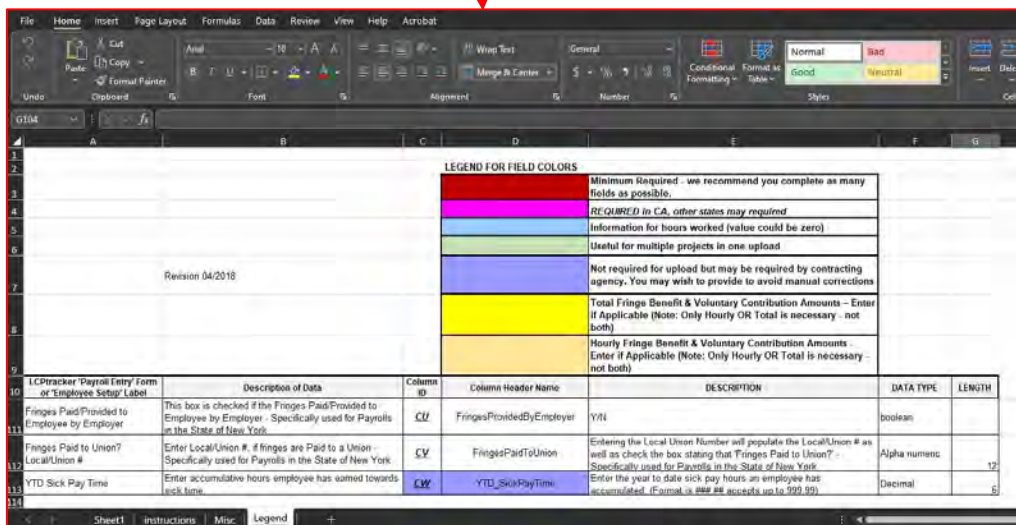 File Home Insert Page Layout Formulas Data Review View Help Acrobat
Cut
Copy
Format Painter
Paste
Arial 10
Wrap Text
Merge & Center
General
Conditional Formatting
Format as Table
Normal Bad
Good Neutral
Insert
Undo Clipboard Font Alignment Number Styles
G104
A B C D E F G
1
2 LEGEND FOR FIELD COLORS
3 Minimum Required - we recommend you complete as many
fields as possible.
4 REQUIRED in CA, other states may required
5 Information for hours worked (value could be zero)
6 Useful for multiple projects in one upload
Revision 04/2018
7 Not required for upload but may be required by contracting
agency. You may wish to provide to avoid manual corrections
8 Total Fringe Benefit & Voluntary Contribution Amounts – Enter
if Applicable (Note: Only Hourly OR Total is necessary - not
both)
9 Hourly Fringe Benefit & Voluntary Contribution Amounts -
Enter if Applicable (Note: Only Hourly OR Total is necessary -
not both)
10 LCPtracker 'Payroll Entry' Form
or 'Employee Setup' Label
Description of Data
Column
ID
Column Header Name
DESCRIPTION
DATA TYPE
LENGTH
111 Fringes Paid/Provided to
Employee by Employer
This box is checked if the Fringes Paid/Provided to
Employee by Employer - Specifically used for Payrolls
in the State of New York
CU
FringesProvidedByEmployer
Y/N
boolean
112 Fringes Paid to Union?
Local/Union #
Enter Local/Union #, if fringes are Paid to a Union -
Specifically used for Payrolls in the State of New York
CV
FringesPaidToUnion
Entering the Local Union Number will populate the Local/Union # as
well as check the box stating that 'Fringes Paid to Union?' -
Specifically used for Payrolls in the State of New York
Alpha numeric
12
113 YTD Sick Pay Time
Enter accumulative hours employee has earned towards
sick time.
CW
YTD_SickPayTime
Enter the year to date sick pay hours an employee has
accumulated. (Format is ###.## accepts up to 999.99)
Decimal
6
114
Sheet1 instructions Misc Legend